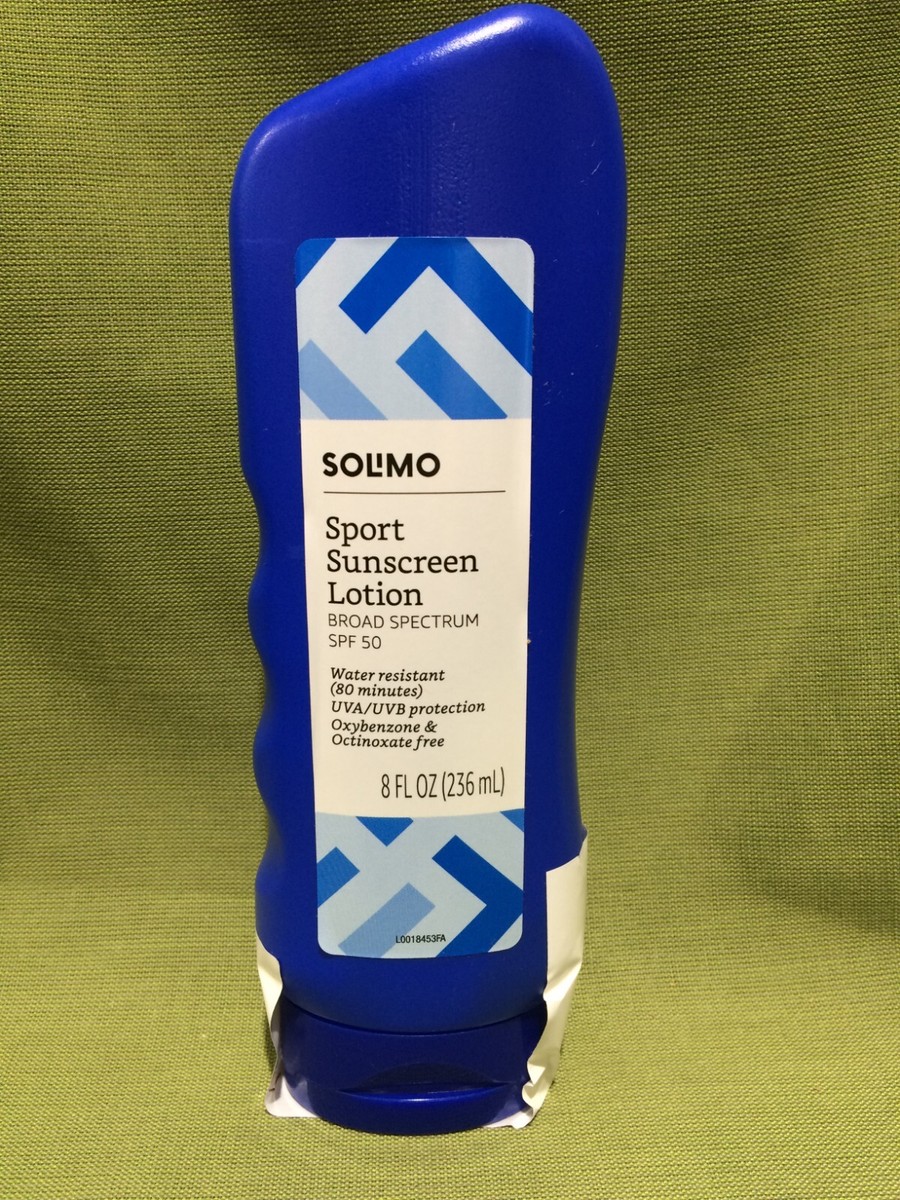 SOLIMO
Sport
Sunscreen
Lotion
BROAD SPECTRUM
SPF 50
Water resistant
(80 minutes)
UVA/UVB protection
Oxybenzone &
Octinoxate free
8 FL OZ (236 mL)
L0018453FA